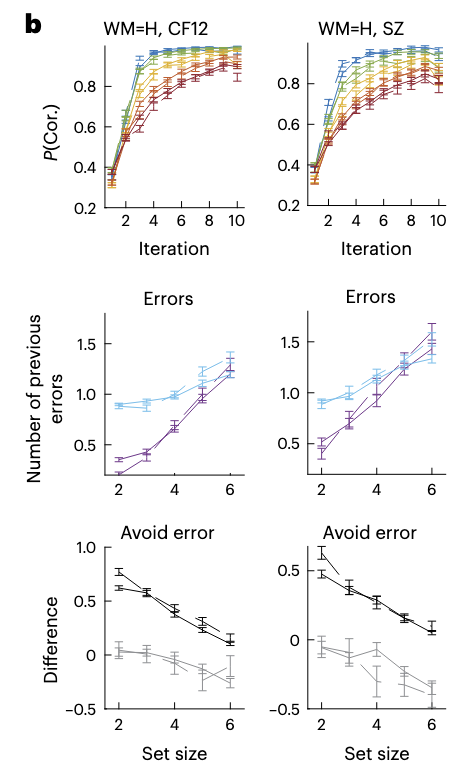 b
WM=H, CF12 WM=H, SZ
P(Cor.)
0.8 0.6 0.4 0.2
0.8 0.6 0.4 0.2
2 4 6 8 10
2 4 6 8 10
Iteration Iteration
Errors Errors
Number of previous
errors
1.5 1.0 0.5
1.5 1.0 0.5
2 4 6
2 4 6
Avoid error Avoid error
Difference
1.0 0.5 0 −0.5
0.5 0 −0.5
2 4 6
2 4 6
Set size Set size